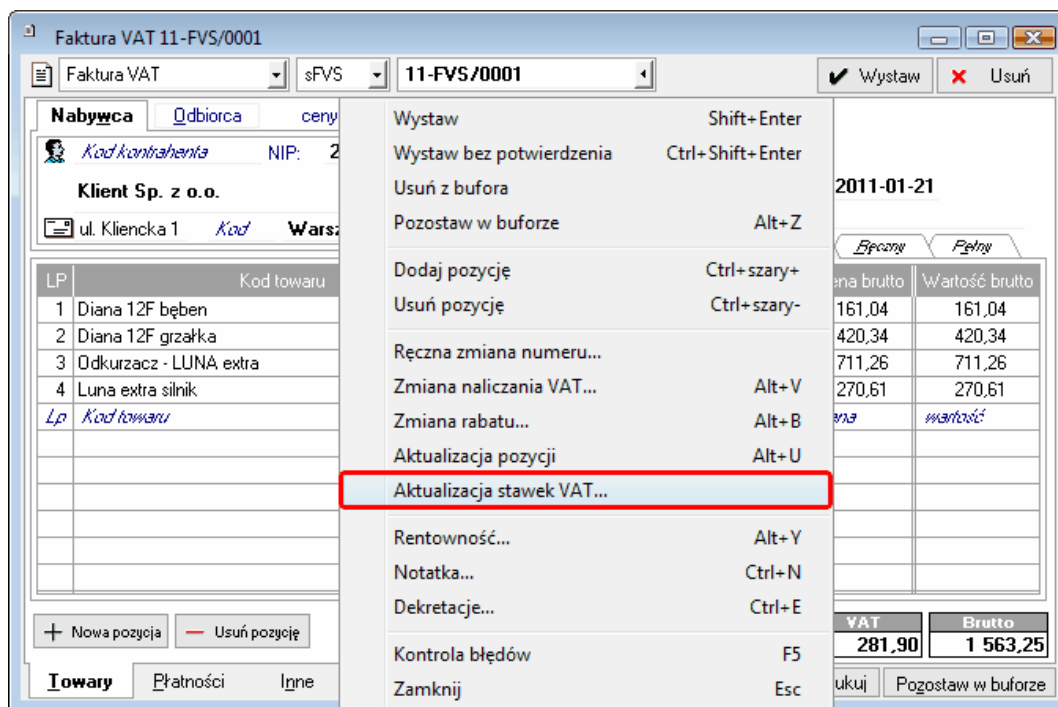 Faktura VAT 11-FVS/0001
Faktura VAT sFVS 11-FVS/0001 Wystaw Usuń
Nabywca Odbiorca ceny
Kod kontrahenta NIP: 2
Klient Sp. z o.o.
ul. Kliencka 1 Kod Warsz
2011-01-21
Ręczny Pełny
LP Kod towaru ena brutto Wartość brutto
1 Diana 12F bęben 161,04 161,04
2 Diana 12F grzałka 420,34 420,34
3 Odkurzacz - LUNA extra 711,26 711,26
4 Luna extra silnik 270,61 270,61
Lp Kod towaru ena wartość
Wystaw Shift+Enter
Wystaw bez potwierdzenia Ctrl+Shift+Enter
Usuń z bufora
Pozostaw w buforze Alt+Z
Dodaj pozycję Ctrl+szary+
Usuń pozycję Ctrl+szary-
Ręczna zmiana numeru...
Zmiana naliczania VAT... Alt+V
Zmiana rabatu... Alt+B
Aktualizacja pozycji Alt+U
Aktualizacja stawek VAT...
Rentowność... Alt+Y
Notatka... Ctrl+N
Dekretacje... Ctrl+E
Kontrola błędów F5
Zamknij Esc
Nowa pozycja Usuń pozycję
VAT Brutto
281,90 1 563,25
Towary Płatności Inne ukuj Pozostaw w buforze